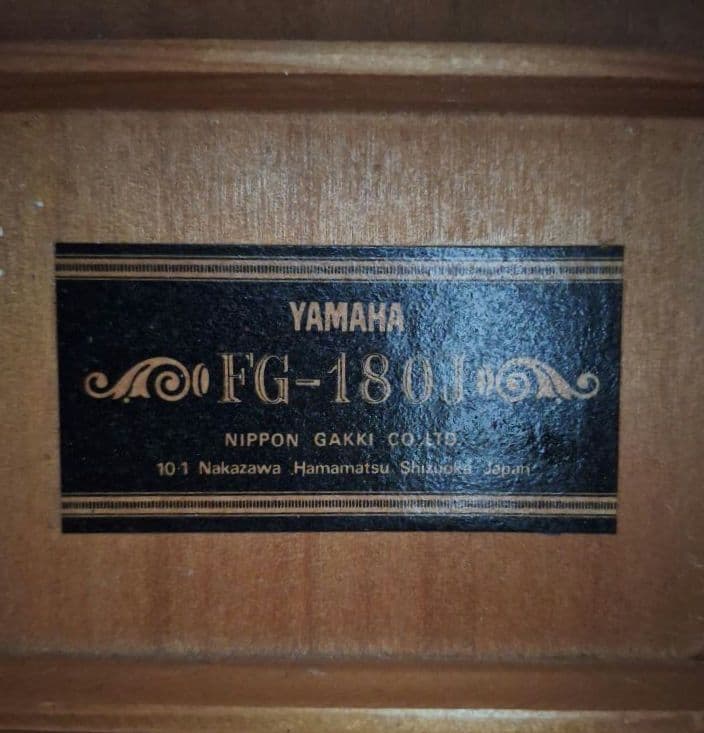 YAMAHA
FG-180J
NIPPON GAKKI CO.LTD.
10-1 Nakazawa Hamamatsu Shizuoka Japan